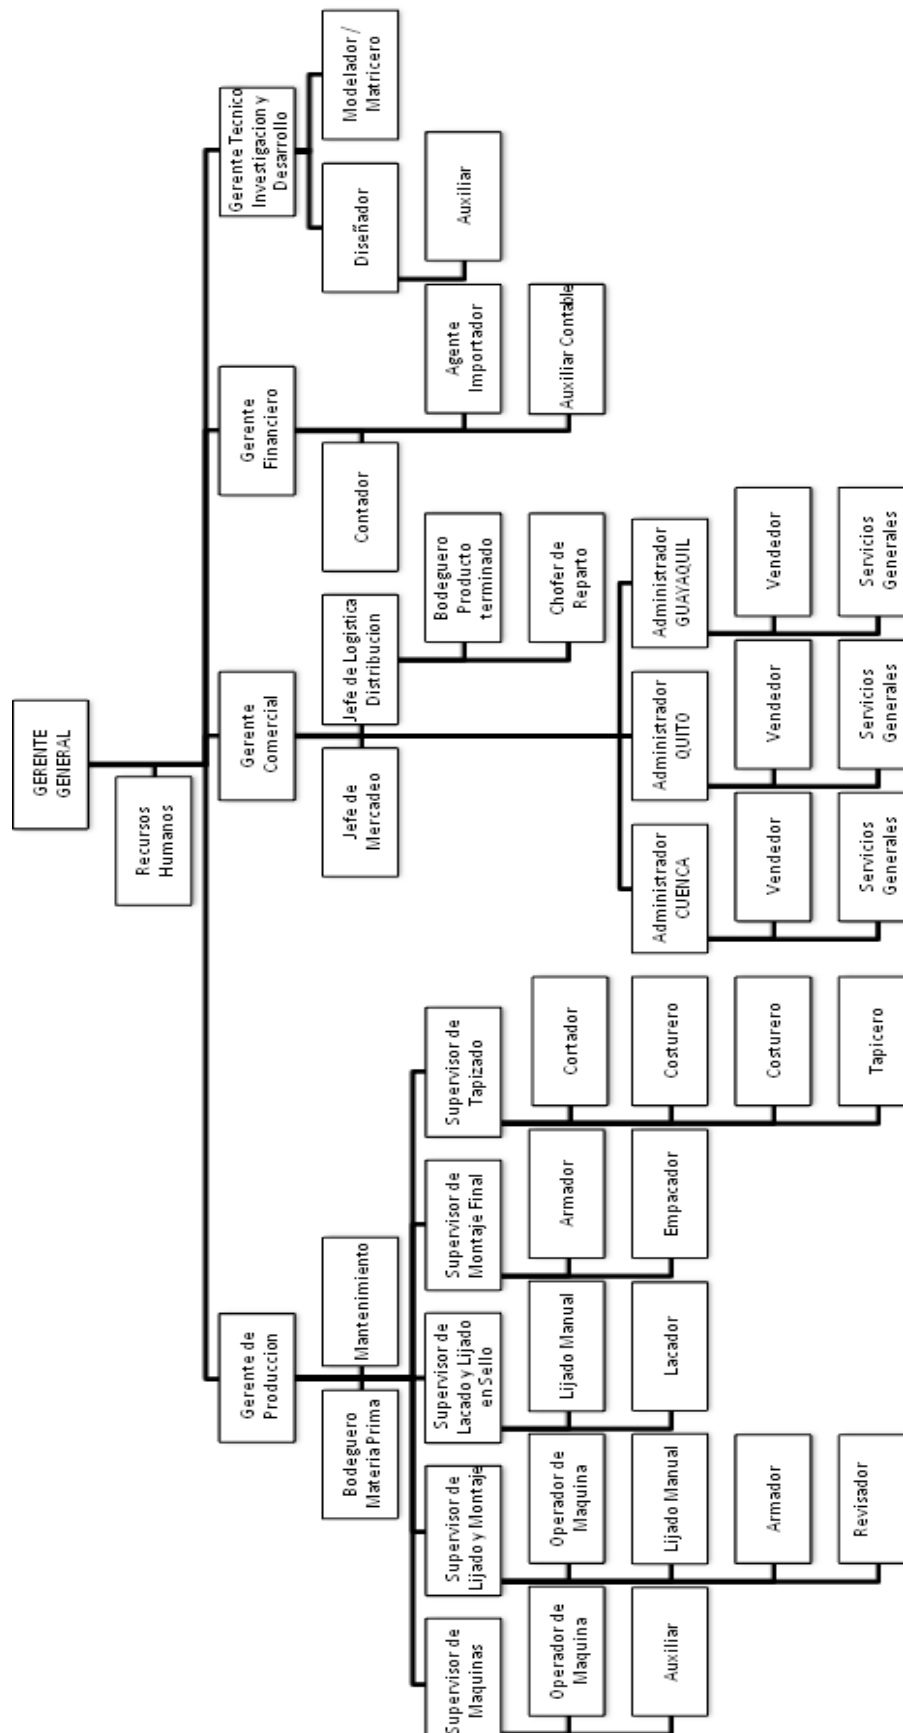 GERENTE
GENERAL
Recursos
Humanos
Gerente de
Produccion
Gerente
Comercial
Gerente
Financiero
Gerente Tecnico
Investigacion y
Desarrollo
Bodeguero
Materia Prima
Mantenimiento
Jefe de
Mercadeo
Jefe de Logistica
Distribucion
Contador
Diseñador
Modelador /
Matricero
Supervisor de
Maquinas
Supervisor de
Lijado y Montaje
Supervisor de
Lacado y Lijado
en Sello
Supervisor de
Montaje Final
Supervisor de
Tapizado
Bodeguero
Producto
terminado
Agente
Importador
Auxiliar
Operador de
Maquina
Operador de
Maquina
Lijado Manual
Armador
Cortador
Chofer de
Reparto
Auxiliar Contable
Auxiliar
Lijado Manual
Lacador
Empacador
Costurero
Administrador
CUENCA
Administrador
QUITO
Administrador
GUAYAQUIL
Armador
Costurero
Vendedor
Vendedor
Vendedor
Revisador
Tapicero
Servicios
Generales
Servicios
Generales
Servicios
Generales